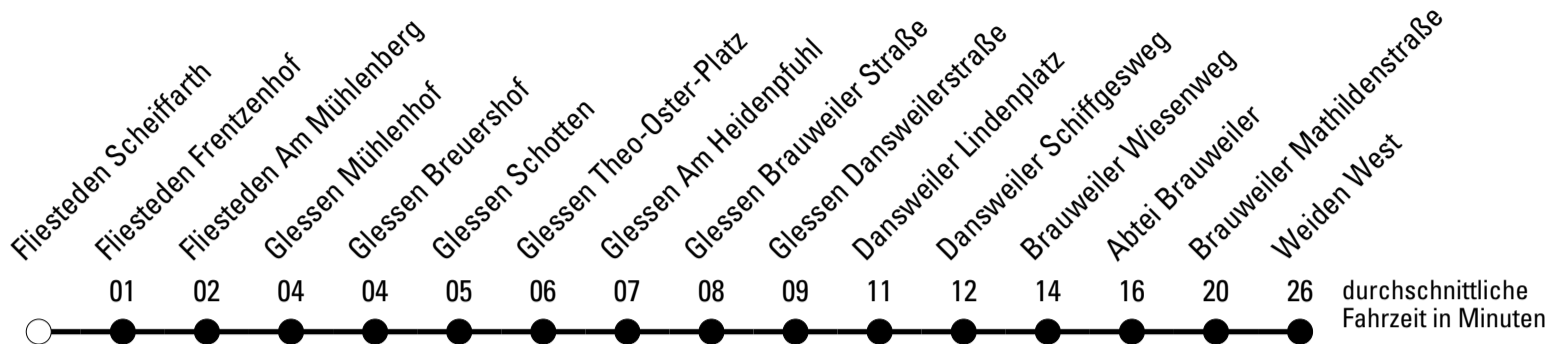 Fliesteden Scheiffarth
Fliesteden Frentzenhof
Fliesteden Am Mühlenberg
Glessen Mühlenhof
Glessen Breuershof
Glessen Schotten
Glessen Theo-Oster-Platz
Glessen Am Heidenpfuhl
Glessen Brauweiler Straße
Glessen Dansweilerstraße
Dansweiler Lindenplatz
Dansweiler Schiffgesweg
Brauweiler Wiesenweg
Abtei Brauweiler
Brauweiler Mathildenstraße
Weiden West
01 02 04 04 05 06 07 08 09 11 12 14 16 20 26
durchschnittliche
Fahrzeit in Minuten